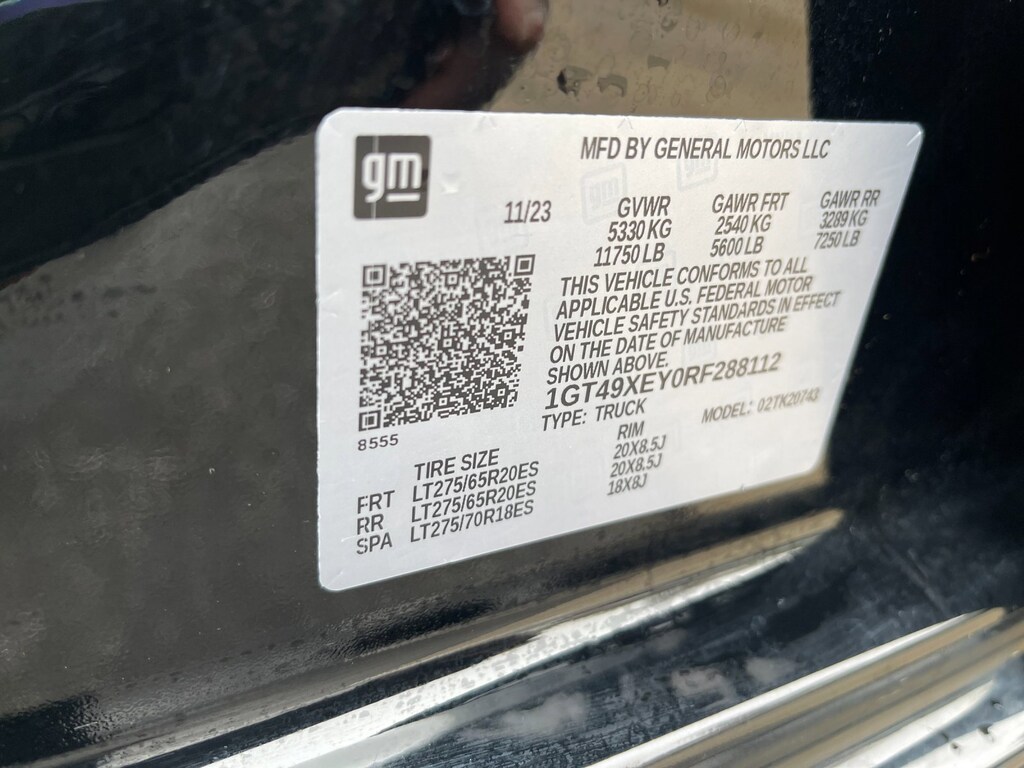 gm
MFD BY GENERAL MOTORS LLC
11/23
GVWR GAWR FRT GAWR RR
5330 KG 2540 KG 3289 KG
11750 LB 5600 LB 7250 LB
THIS VEHICLE CONFORMS TO ALL
APPLICABLE U.S. FEDERAL MOTOR
VEHICLE SAFETY STANDARDS IN EFFECT
ON THE DATE OF MANUFACTURE
SHOWN ABOVE.
1GT49XEY0RF288112
TYPE: TRUCK MODEL: 02TK20743
8555
TIRE SIZE RIM
FRT LT275/65R20ES 20X8.5J
RR LT275/65R20ES 20X8.5J
SPA LT275/70R18ES 18X8J